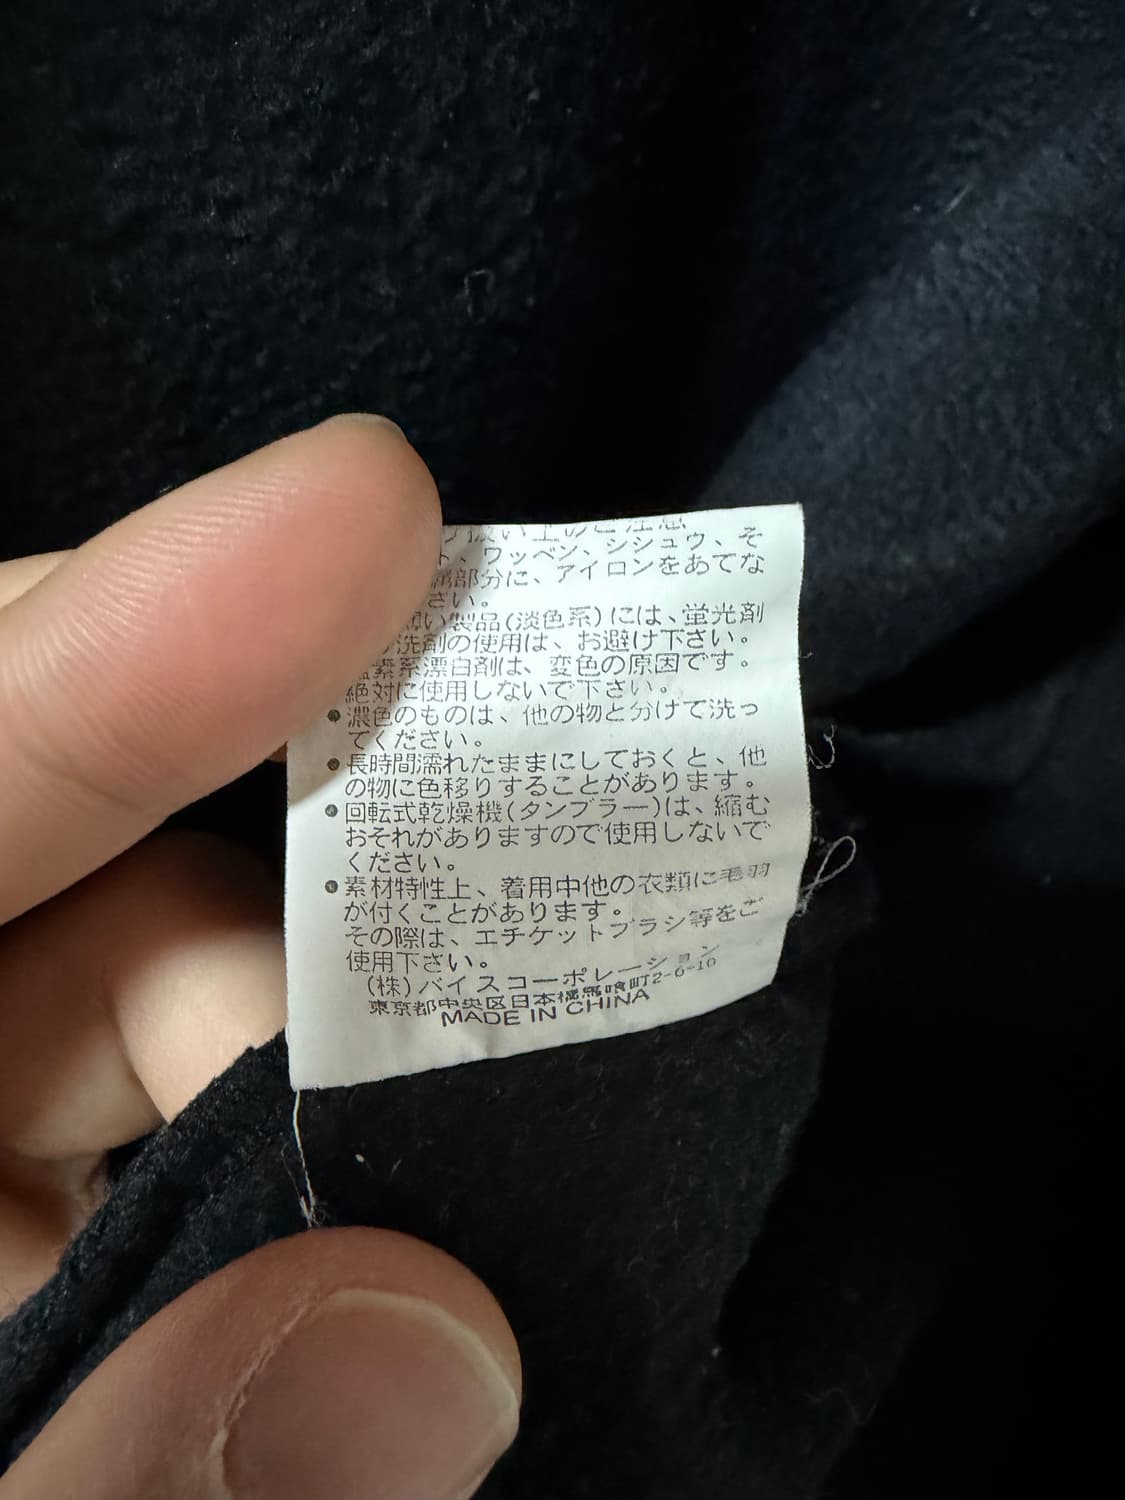 扱い上のご注意
ト、ワッペン、シシュウ、そ
属部分に、アイロンをあてな
さい。
い製品(淡色系)には、蛍光剤
洗剤の使用は、お避け下さい。
素系漂白剤は、変色の原因です。
絶対に使用しないで下さい。
● 濃色のものは、他の物と分けて洗っ
てください。
● 長時間濡れたままにしておくと、他
の物に色移りすることがあります。
● 回転式乾燥機(タンブラー)は、縮む
おそれがありますので使用しないで
ください。
● 素材特性上、着用中他の衣類に毛羽
が付くことがあります。
その際は、エチケットブラシ等をご
使用下さい。
(株)バイスコーポレーション
東京都中央区日本橋馬喰町2-6-10
MADE IN CHINA